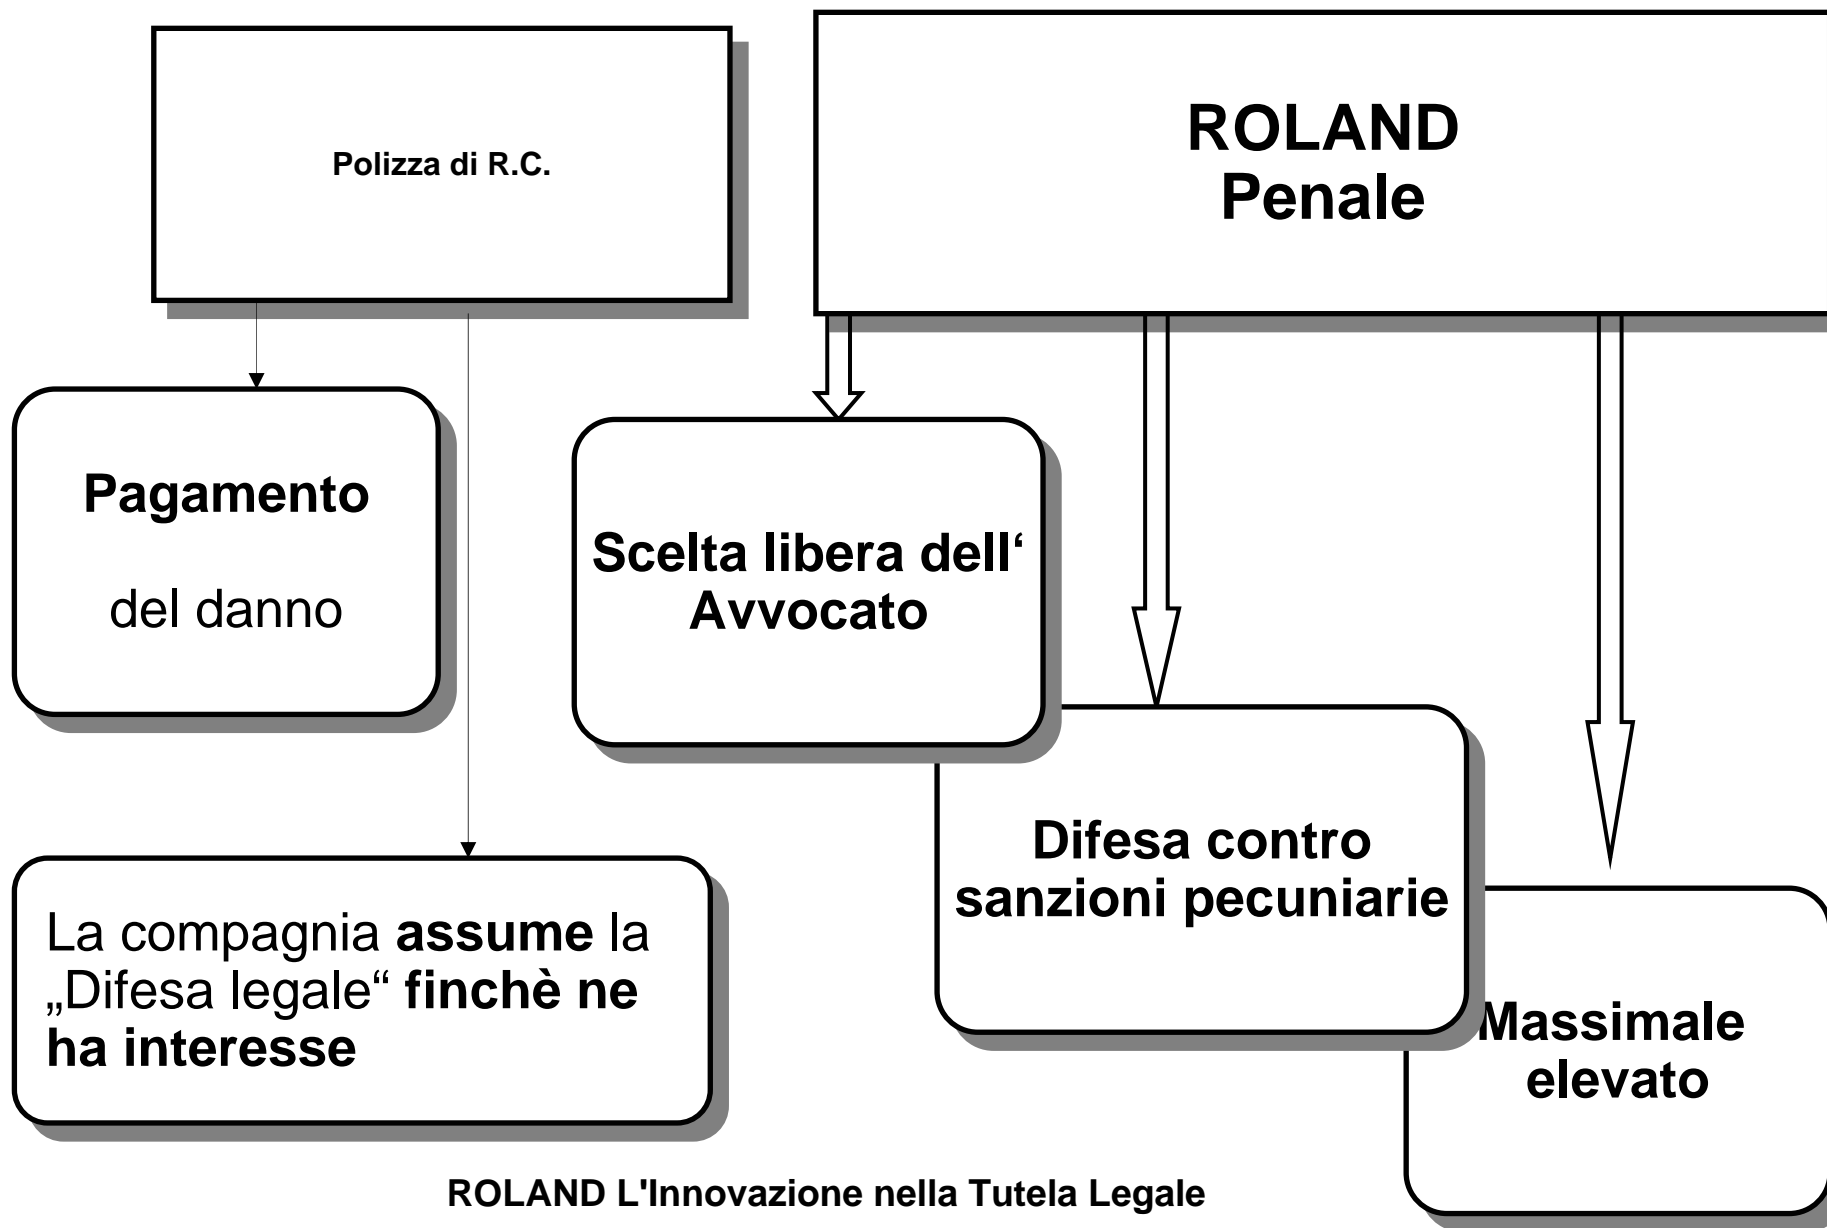 Polizza di R.C.
ROLAND
Penale
Pagamento
del danno
La compagnia assume la
„Difesa legale“ finchè ne
ha interesse
Scelta libera dell‘
Avvocato
Difesa contro
sanzioni pecuniarie
Massimale
elevato
ROLAND L'Innovazione nella Tutela Legale